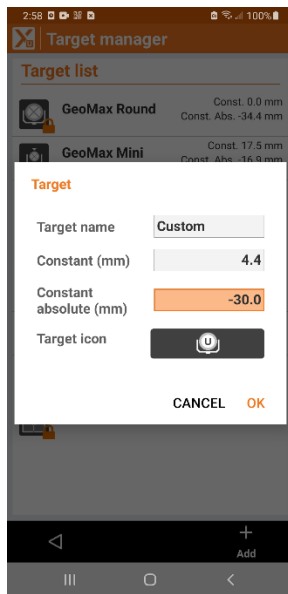 2:58
100%
Target manager
Target list
GeoMax Round
Const. 0.0 mm
Const. Abs. -34.4 mm
GeoMax Mini
Const. 17.5 mm
Const. Abs. -16.9 mm
Target
Target name Custom
Constant (mm) 4.4
Constant
absolute (mm) -30.0
Target icon U
CANCEL OK
Add